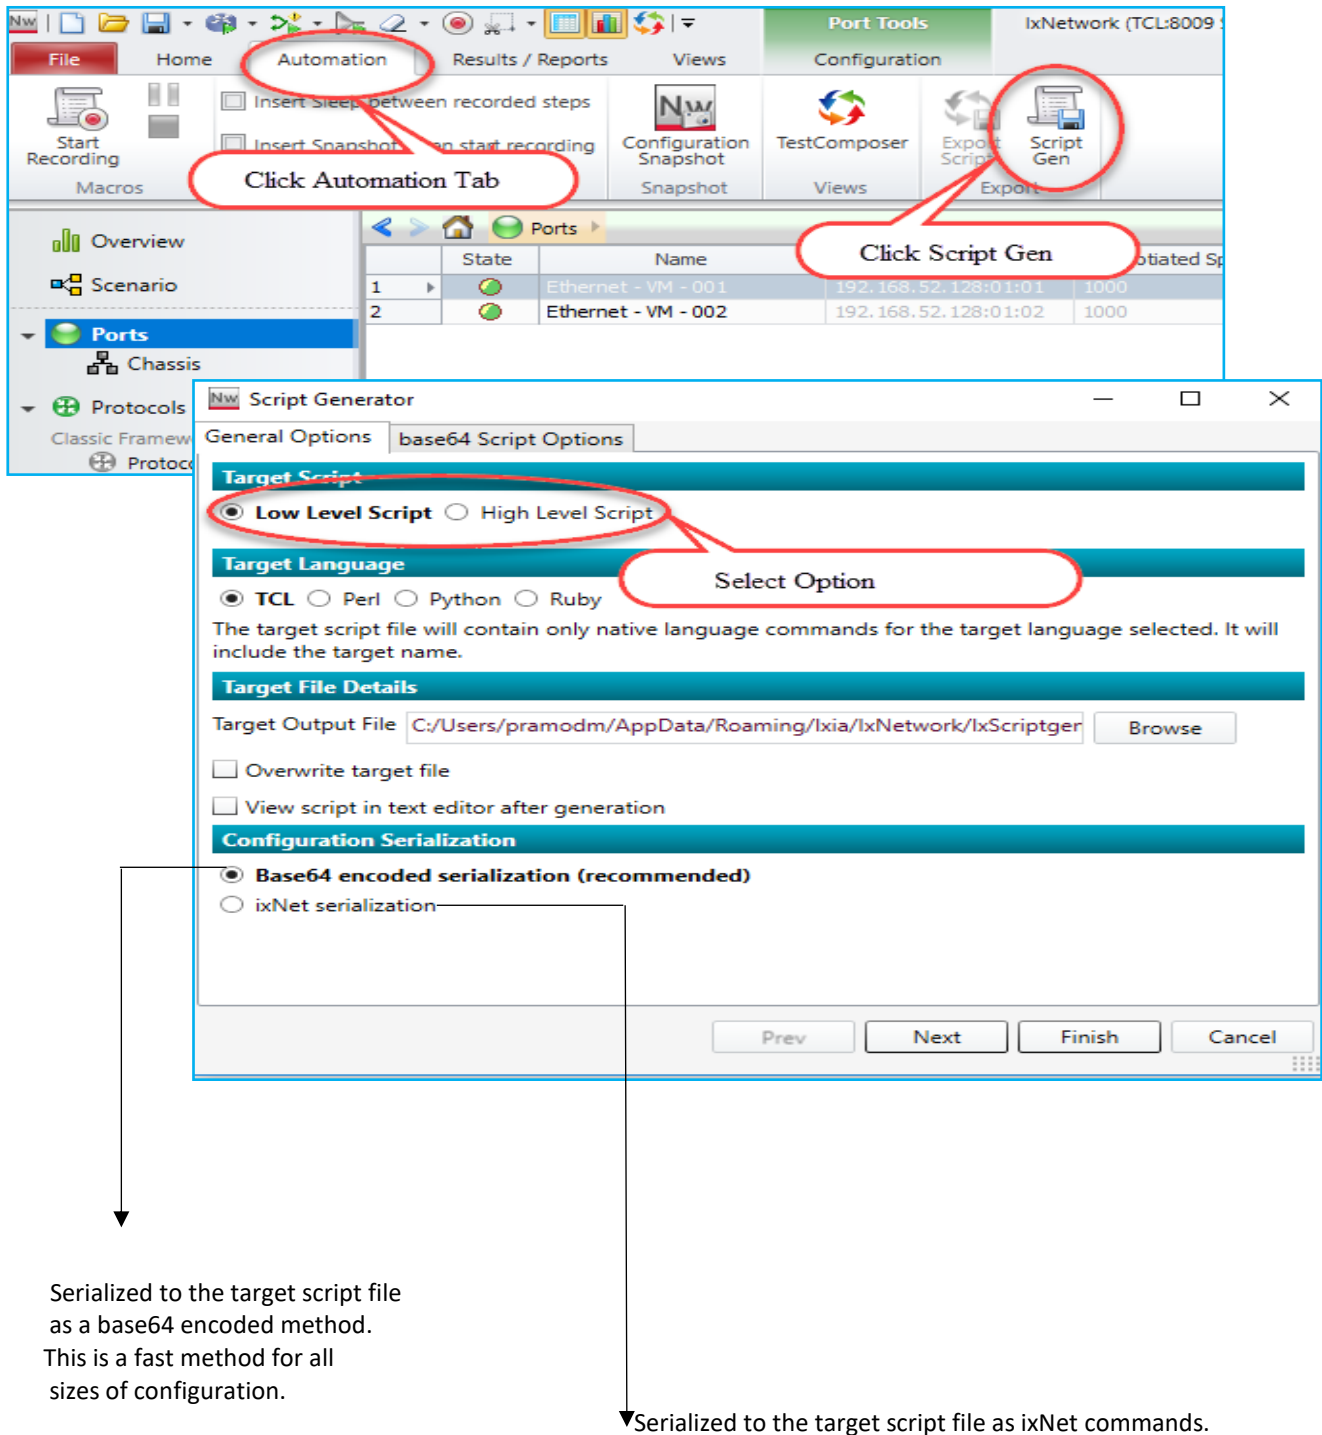 Nw
Port Tools
IxNetwork (TCL:8009
File
Home
Automation
Results / Reports
Views
Configuration
Insert Sleep between recorded steps
Insert Snapshot start recording
Start
Recording
Configuration
Snapshot
TestComposer
Export
Script
Script
Gen
Macros
Snapshot
Views
Export
Click Automation Tab
Click Script Gen
Overview
Scenario
Ports
Chassis
Protocols
Classic Framew
Protoco
Ports
State
Name
otiated Sp
1
Ethernet - VM - 001
192.168.52.128:01:01
1000
2
Ethernet - VM - 002
192.168.52.128:01:02
1000
Nw Script Generator
General Options
base64 Script Options
Target Script
Low Level Script
High Level Script
Select Option
Target Language
TCL Perl Python Ruby
The target script file will contain only native language commands for the target language selected. It will
include the target name.
Target File Details
Target Output File C:/Users/pramodm/AppData/Roaming/Ixia/IxNetwork/IxScriptger
Browse
Overwrite target file
View script in text editor after generation
Configuration Serialization
Base64 encoded serialization (recommended)
ixNet serialization
Prev
Next
Finish
Cancel
Serialized to the target script file
as a base64 encoded method.
This is a fast method for all
sizes of configuration.
Serialized to the target script file as ixNet commands.